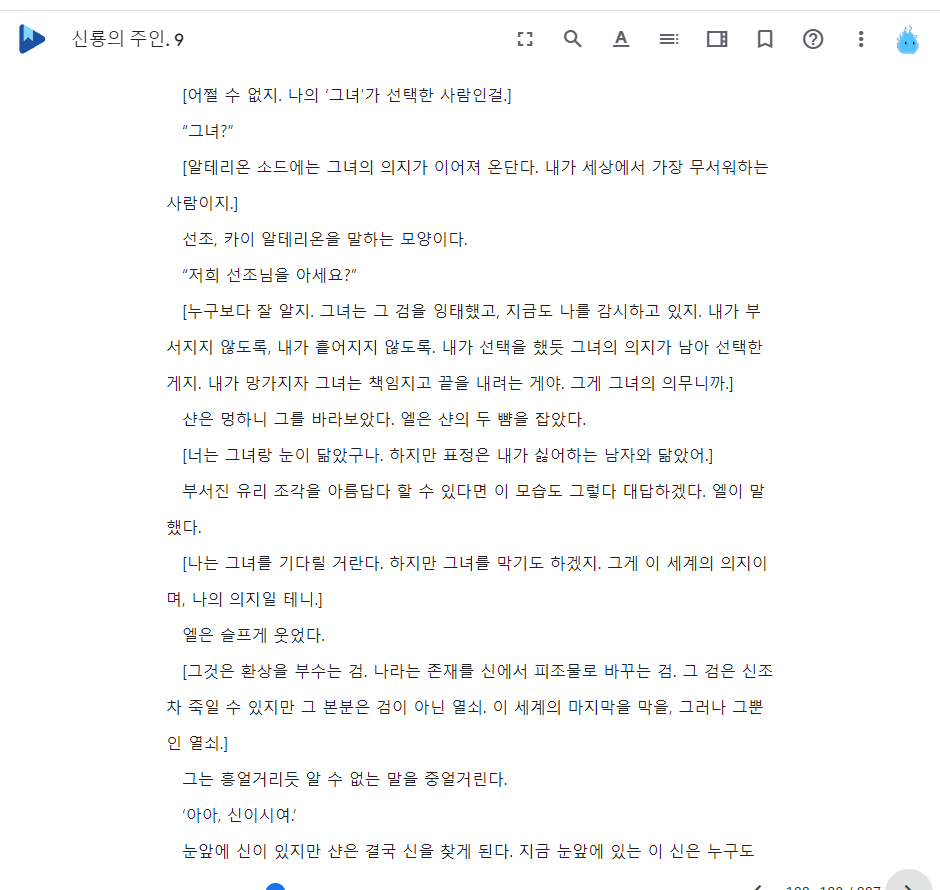 신룡의 주인. 9
[어쩔 수 없지. 나의 ‘그녀’가 선택한 사람인걸.]
“그녀?”
[알테리온 소드에는 그녀의 의지가 이어져 온단다. 내가 세상에서 가장 무서워하는
사람이지.]
선조, 카이 알테리온을 말하는 모양이다.
“저희 선조님을 아세요?”
[누구보다 잘 알지. 그녀는 그 검을 잉태했고, 지금도 나를 감시하고 있지. 내가 부
서지지 않도록, 내가 흩어지지 않도록. 내가 선택을 했듯 그녀의 의지가 남아 선택한
게지. 내가 망가지자 그녀는 책임지고 끝을 내려는 게야. 그게 그녀의 의무니까.]
샨은 멍하니 그를 바라보았다. 엘은 샨의 두 뺨을 잡았다.
[너는 그녀랑 눈이 닮았구나. 하지만 표정은 내가 싫어하는 남자와 닮았어.]
부서진 유리 조각을 아름답다 할 수 있다면 이 모습도 그렇다 대답하겠다. 엘이 말
했다.
[나는 그녀를 기다릴 거란다. 하지만 그녀를 막기도 하겠지. 그게 이 세계의 의지이
며, 나의 의지일 테니.]
엘은 슬프게 웃었다.
[그것은 환상을 부수는 검. 나라는 존재를 신에서 피조물로 바꾸는 검. 그 검은 신조
차 죽일 수 있지만 그 본분은 검이 아닌 열쇠. 이 세계의 마지막을 막을, 그러나 그뿐
인 열쇠.]
그는 흥얼거리듯 알 수 없는 말을 중얼거린다.
‘아아, 신이시여.’
눈앞에 신이 있지만 샨은 결국 신을 찾게 된다. 지금 눈앞에 있는 이 신은 누구도